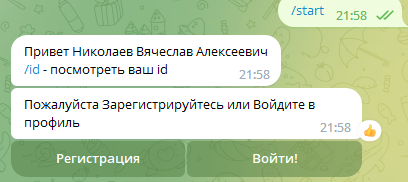 /start
21:58
Привет Николаев Вячеслав Алексеевич
/id - посмотреть ваш id
21:58
Пожалуйста Зарегистрируйтесь или Войдите в
профиль
21:58
Регистрация
Войти!